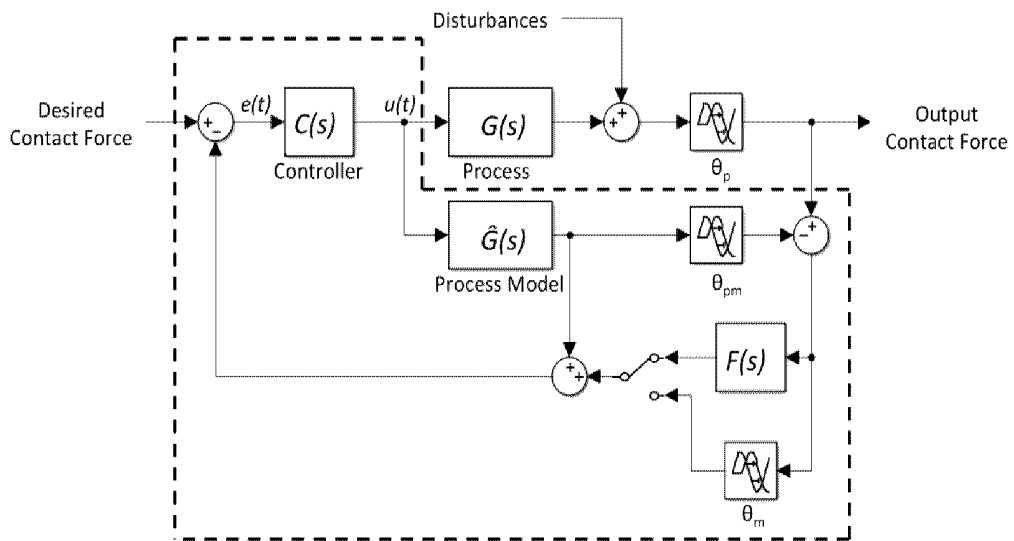 Disturbances
Desired
Contact Force
+
−
e(t)
C(s)
Controller
u(t)
G(s)
Process
+
+
θp
Output
Contact Force
Ĝ(s)
Process Model
θpm
−
+
F(s)
+
+
θm